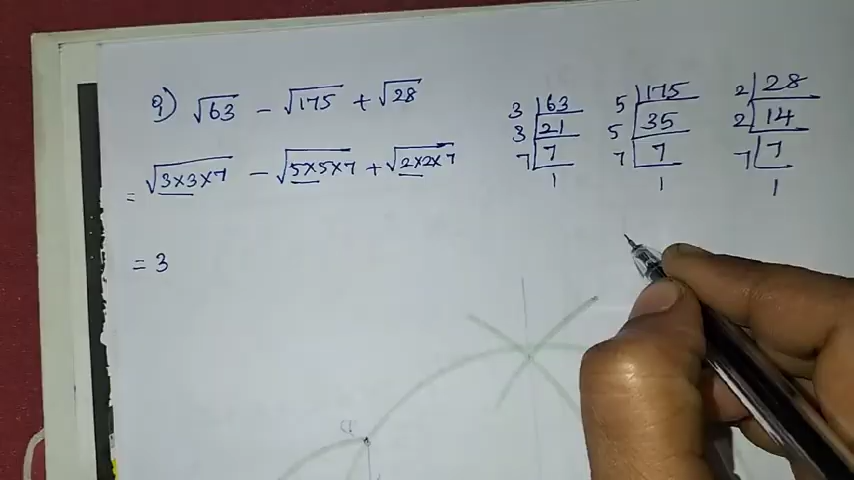 Q) √63 − √175 + √28
= √3×3×7 − √5×5×7 + √2×2×7
= 3
3 | 63
3 | 21
7 | 7
1
5 | 175
5 | 35
7 | 7
1
2 | 28
2 | 14
7 | 7
1